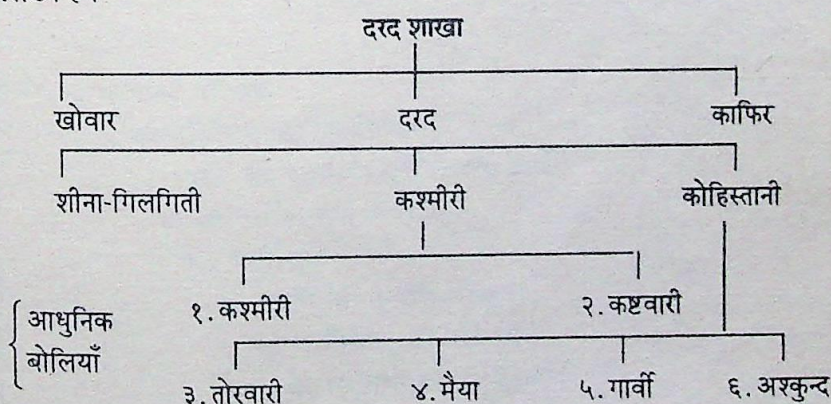 दरद शाखा
खोवार दरद काफिर
शीना-गिलगिती कश्मीरी कोहिस्तानी
१. कश्मीरी २. कष्टवारी
आधुनिक
बोलियाँ
३. तोरवारी ४. मैया ५. गार्वी ६. अश्कुन्द